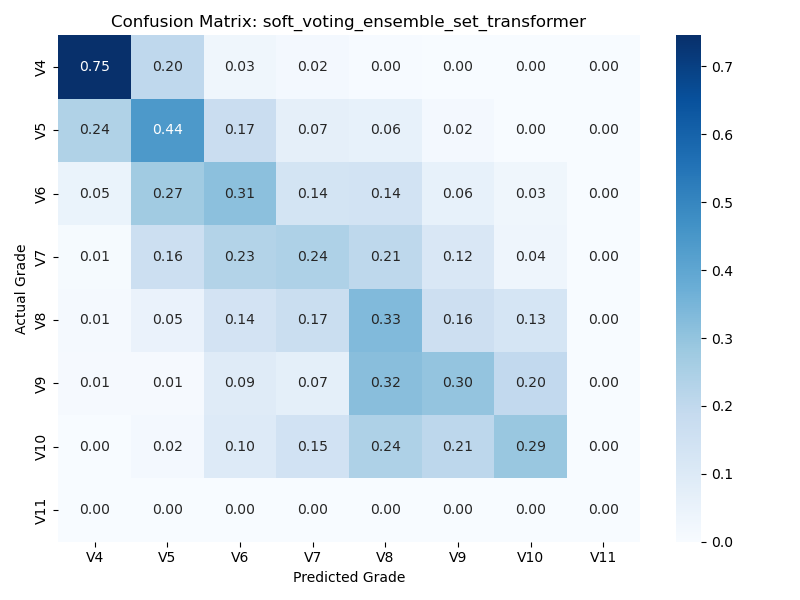 Confusion Matrix: soft_voting_ensemble_set_transformer
V4 0.75 0.20 0.03 0.02 0.00 0.00 0.00 0.00
V5 0.24 0.44 0.17 0.07 0.06 0.02 0.00 0.00
V6 0.05 0.27 0.31 0.14 0.14 0.06 0.03 0.00
V7 0.01 0.16 0.23 0.24 0.21 0.12 0.04 0.00
V8 0.01 0.05 0.14 0.17 0.33 0.16 0.13 0.00
V9 0.01 0.01 0.09 0.07 0.32 0.30 0.20 0.00
V10 0.00 0.02 0.10 0.15 0.24 0.21 0.29 0.00
V11 0.00 0.00 0.00 0.00 0.00 0.00 0.00 0.00
V4 V5 V6 V7 V8 V9 V10 V11
Predicted Grade
Actual Grade
0.7
0.6
0.5
0.4
0.3
0.2
0.1
0.0